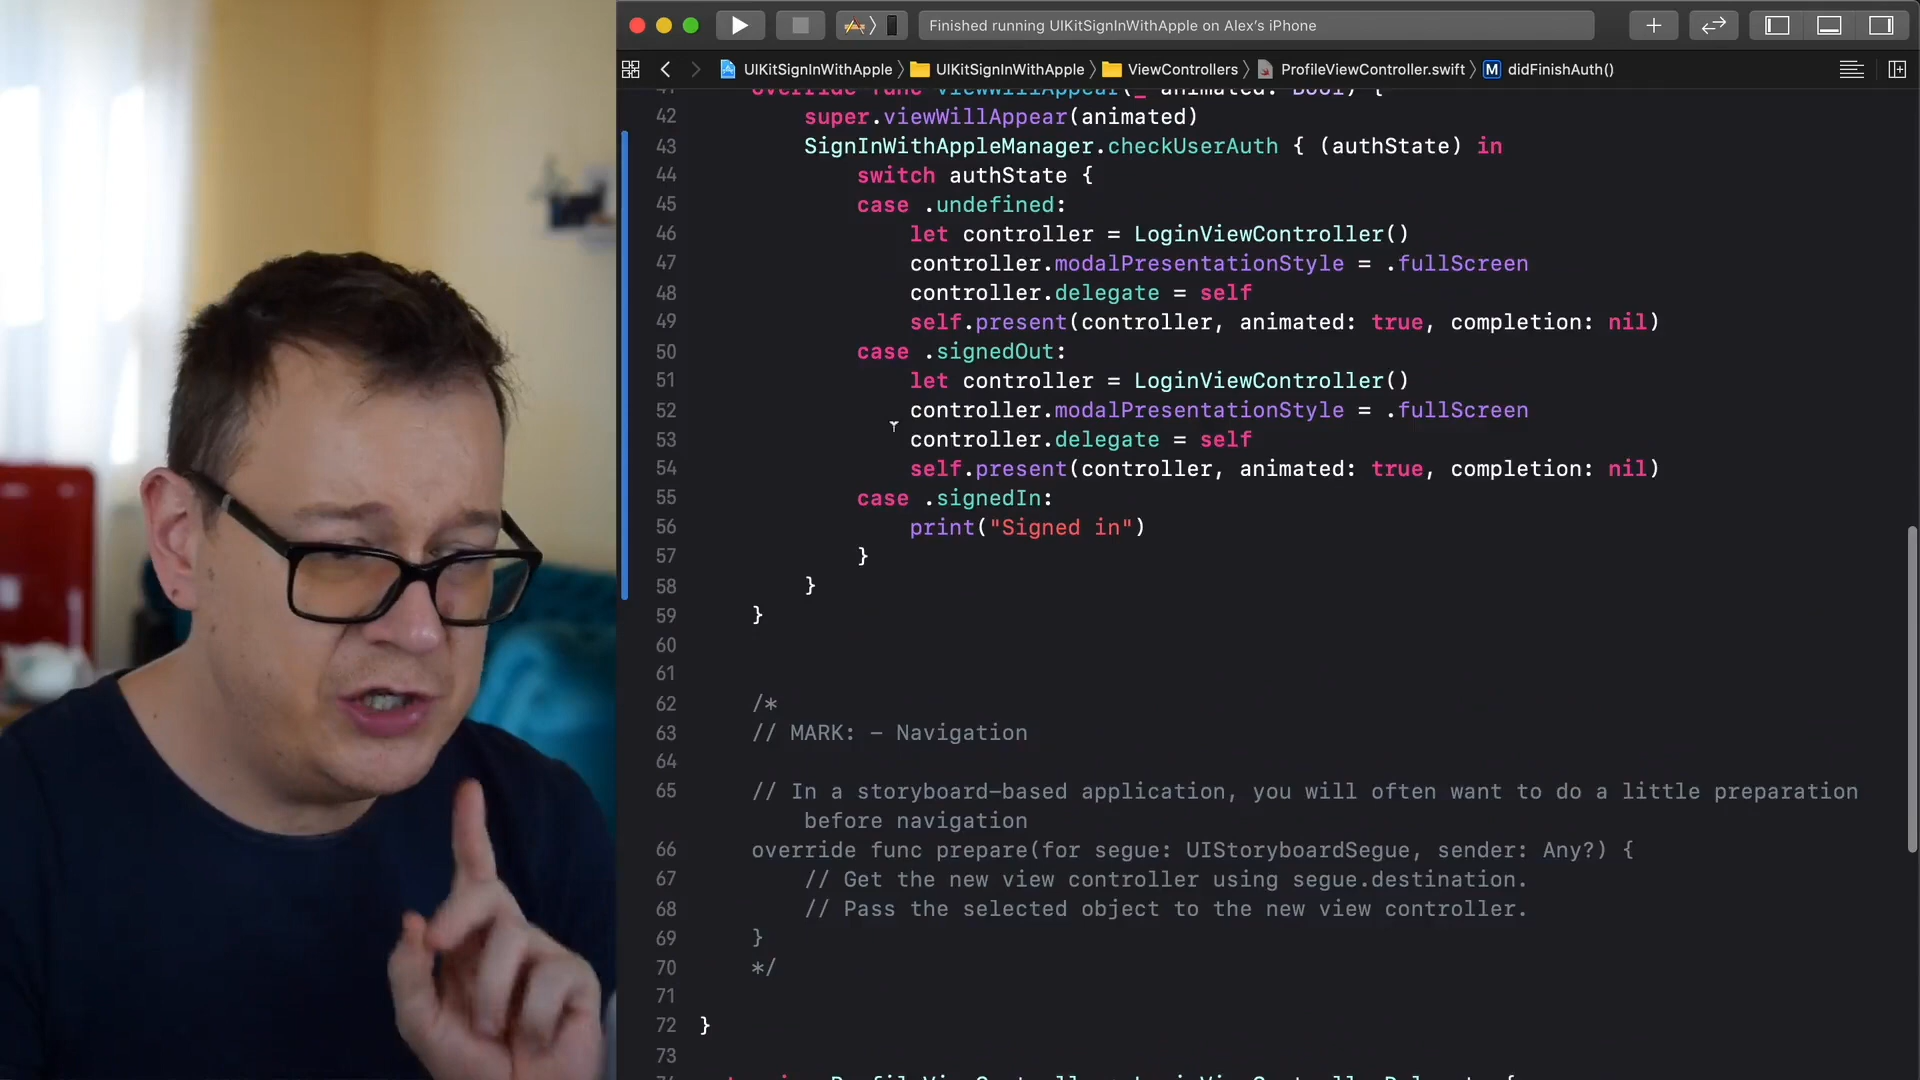 Finished running UIKitSignInWithApple on Alex's iPhone
UIKitSignInWithApple UIKitSignInWithApple ViewControllers ProfileViewController.swift M didFinishAuth()
41 override func viewWillAppear(_ animated: Bool) {
42 super.viewWillAppear(animated)
43 SignInWithAppleManager.checkUserAuth { (authState) in
44 switch authState {
45 case .undefined:
46 let controller = LoginViewController()
47 controller.modalPresentationStyle = .fullScreen
48 controller.delegate = self
49 self.present(controller, animated: true, completion: nil)
50 case .signedOut:
51 let controller = LoginViewController()
52 controller.modalPresentationStyle = .fullScreen
53 controller.delegate = self
54 self.present(controller, animated: true, completion: nil)
55 case .signedIn:
56 print("Signed in")
57 }
58 }
59 }
60
61
62 /*
63 // MARK: - Navigation
64
65 // In a storyboard-based application, you will often want to do a little preparation
before navigation
66 override func prepare(for segue: UIStoryboardSegue, sender: Any?) {
67 // Get the new view controller using segue.destination.
68 // Pass the selected object to the new view controller.
69 }
70 */
71
72 }
73